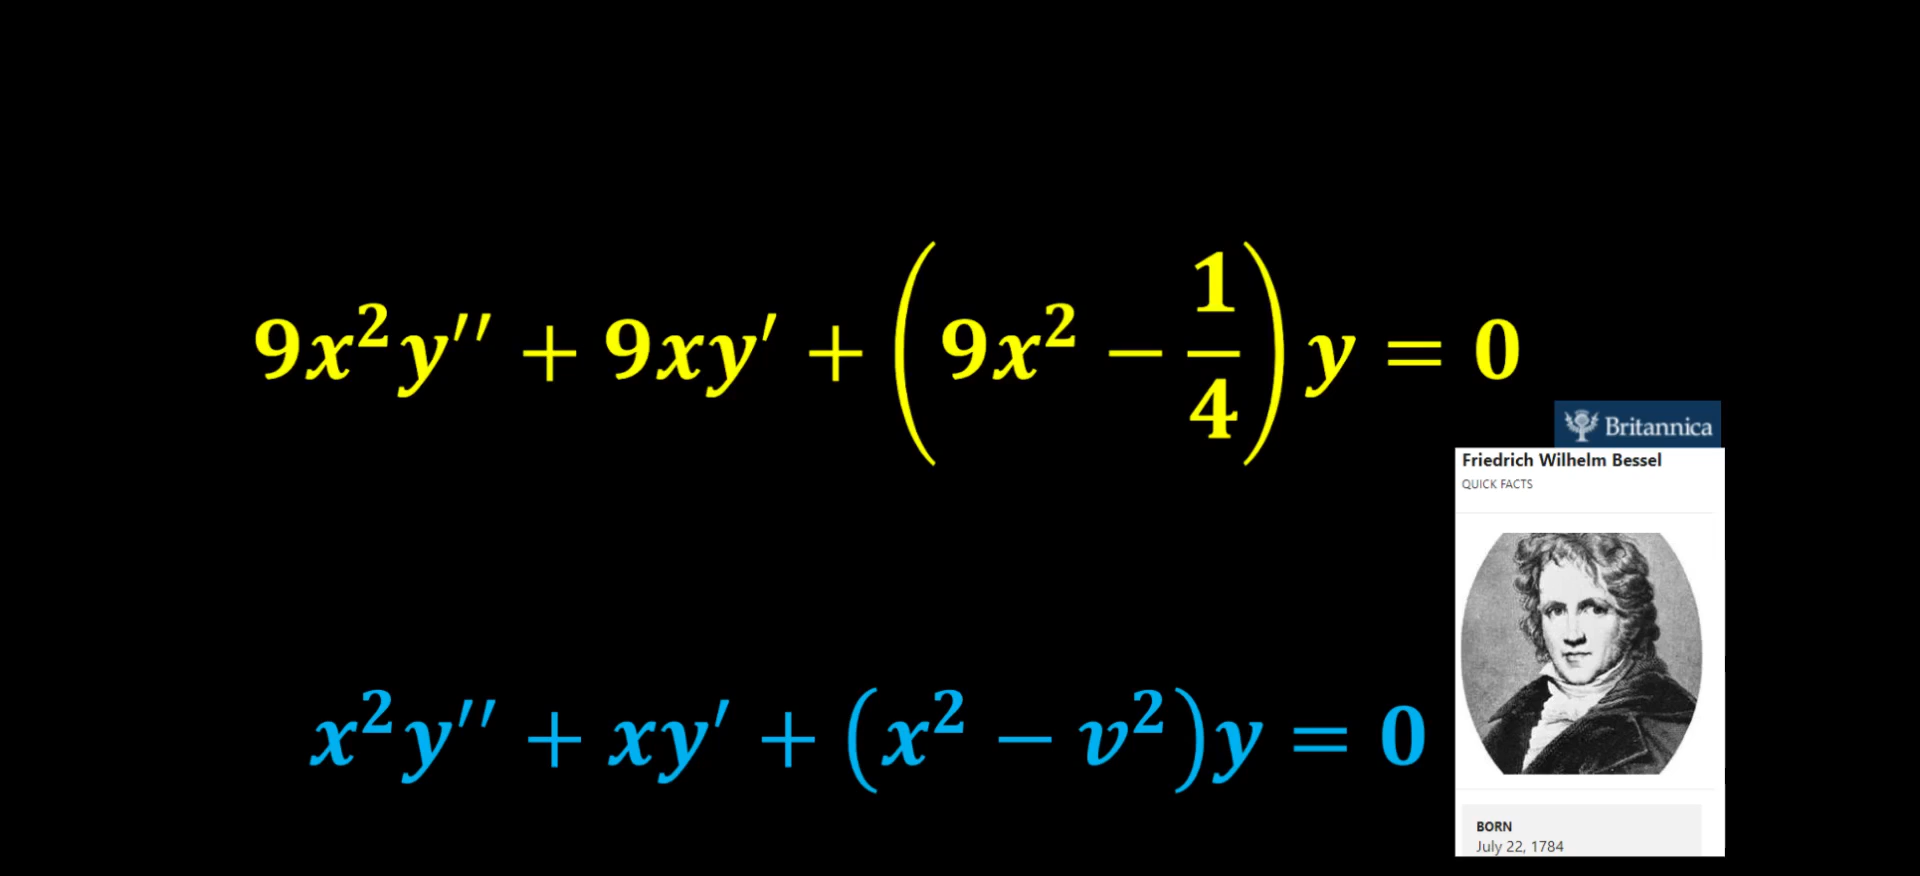 9x²y′′ + 9xy′ + (9x² − 1/4)y = 0
Britannica
Friedrich Wilhelm Bessel
QUICK FACTS
x²y′′ + xy′ + (x² − v²)y = 0
BORN
July 22, 1784